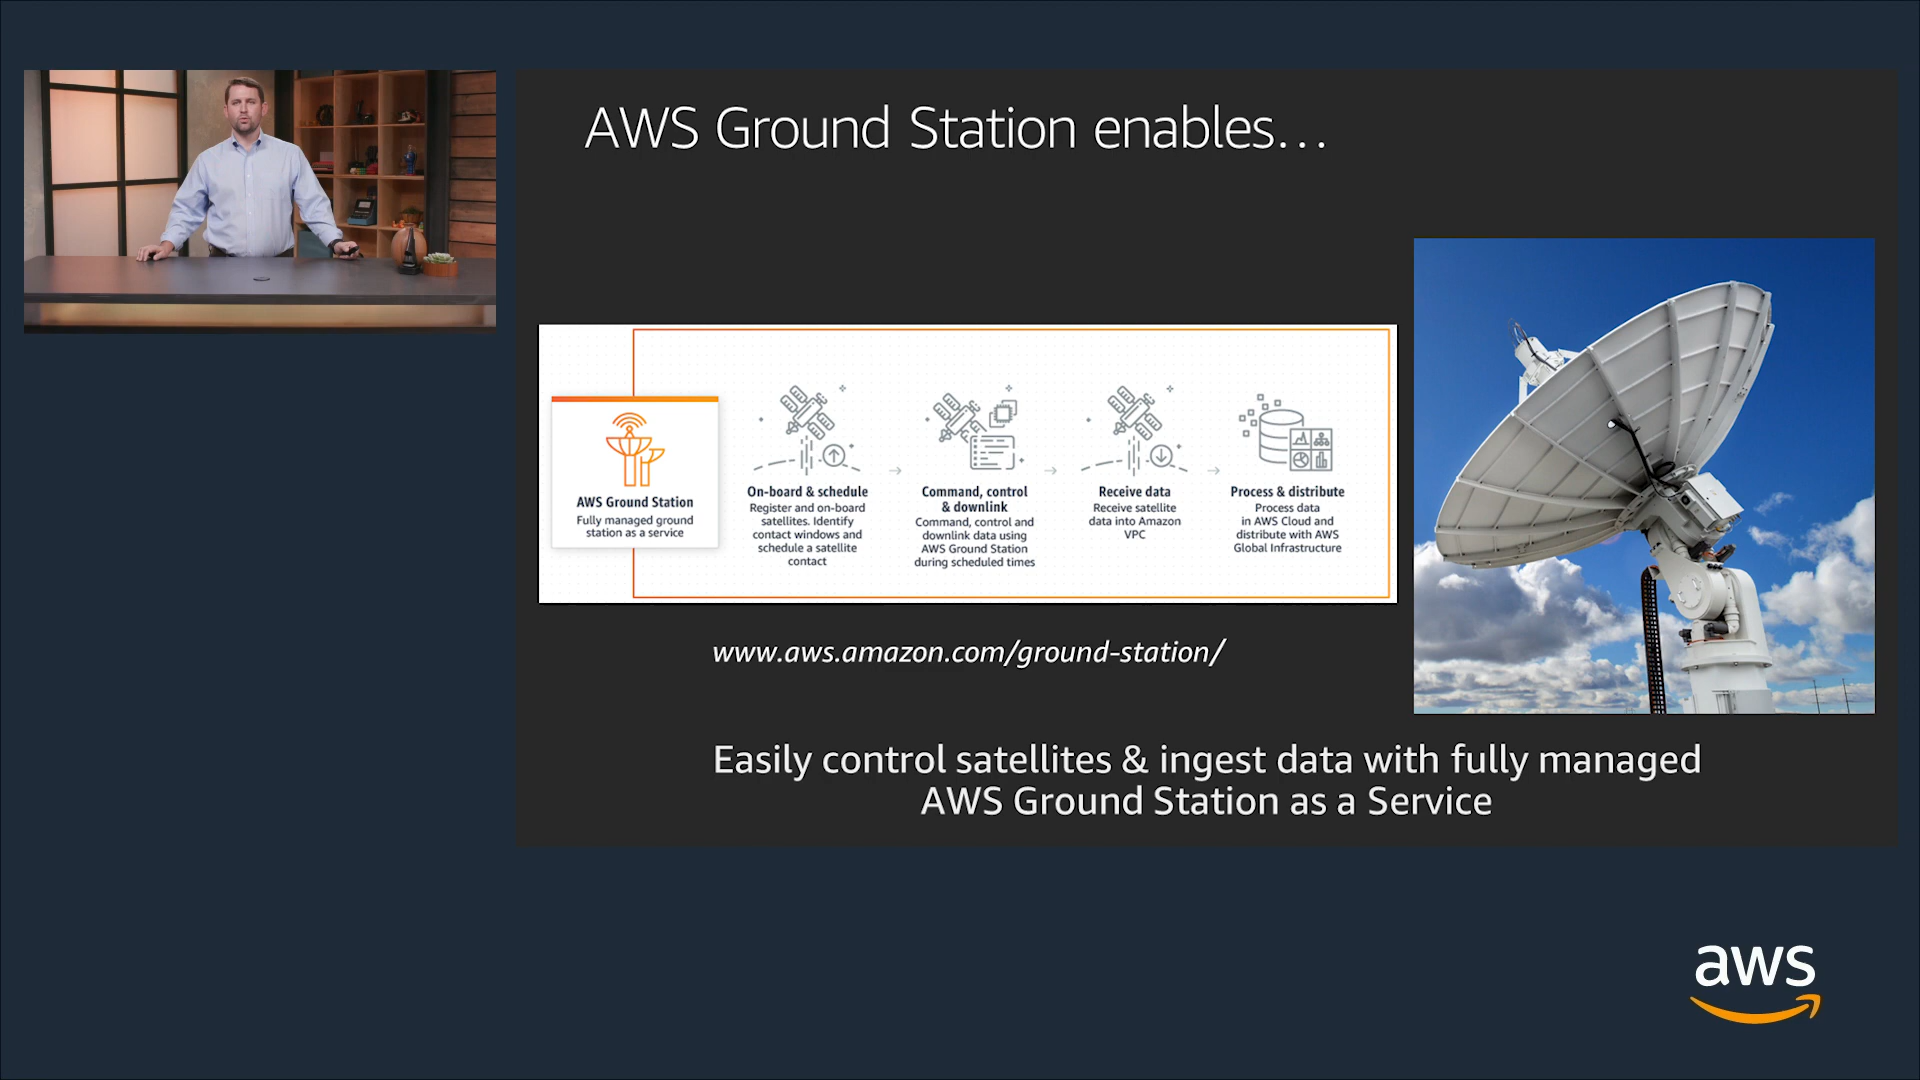 AWS Ground Station enables...
AWS Ground Station
Fully managed ground
station as a service
On-board & schedule
Register and on-board
satellites. Identify
contact windows and
schedule a satellite
contact
Command, control
& downlink
Command, control and
downlink data using
AWS Ground Station
during scheduled times
Receive data
Receive satellite
data into Amazon
VPC
Process & distribute
Process data
in AWS Cloud and
distribute with AWS
Global Infrastructure
www.aws.amazon.com/ground-station/
Easily control satellites & ingest data with fully managed
AWS Ground Station as a Service
aws